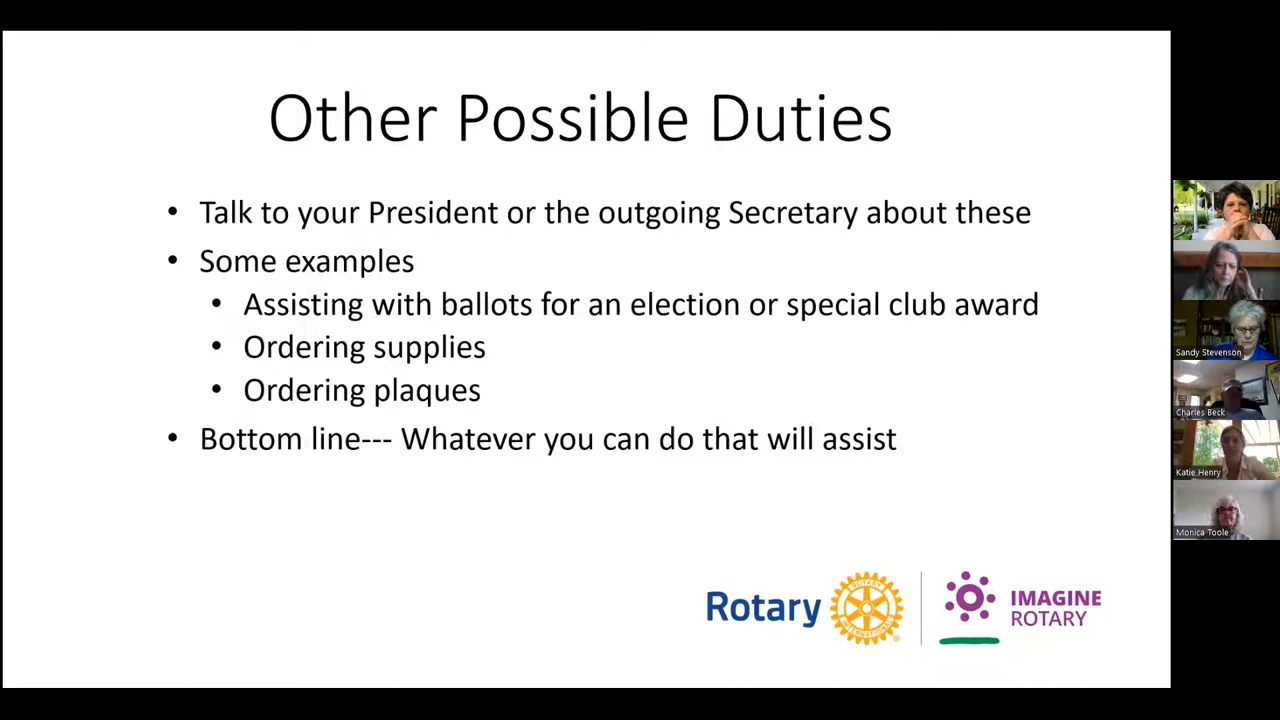 Other Possible Duties
• Talk to your President or the outgoing Secretary about these
• Some examples
• Assisting with ballots for an election or special club award
• Ordering supplies
• Ordering plaques
• Bottom line--- Whatever you can do that will assist
Rotary
ROTARY
INTERNATIONAL
IMAGINE
ROTARY
Sandy Stevenson
Charles Beck
Katie Henry
Monica Toole